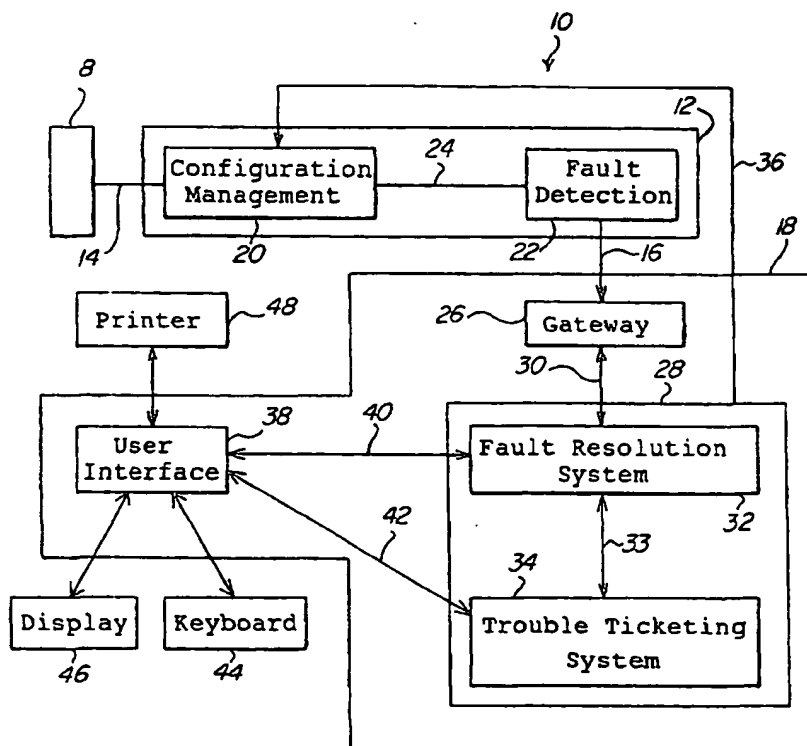 10
8
12
Configuration
Management
24
Fault
Detection
36
14
20
22
16
18
Printer
48
26
Gateway
30
28
User
Interface
38
40
Fault Resolution
System
32
42
33
34
Trouble Ticketing
System
Display
Keyboard
46
44